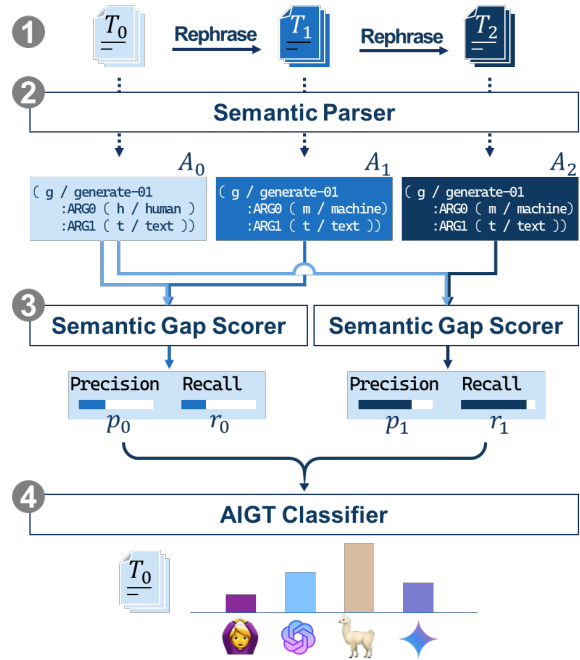 1
T₀
Rephrase
T₁
Rephrase
T₂
2
Semantic Parser
A₀
A₁
A₂
( g / generate-01
:ARG0 ( h / human )
:ARG1 ( t / text ))
( g / generate-01
:ARG0 ( m / machine)
:ARG1 ( t / text ))
( g / generate-01
:ARG0 ( m / machine)
:ARG1 ( t / text ))
3
Semantic Gap Scorer
Semantic Gap Scorer
Precision Recall
p₀ r₀
Precision Recall
p₁ r₁
4
AIGT Classifier
T₀